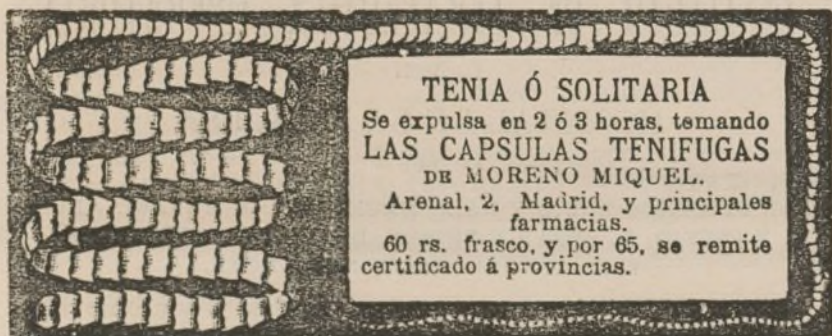 TENIA Ó SOLITARIA
Se expulsa en 2 ó 3 horas, temando
LAS CAPSULAS TENIFUGAS
DE MORENO MIQUEL.
Arenal, 2, Madrid, y principales
farmacias.
60 rs. frasco, y por 65, se remite
certificado á provincias.